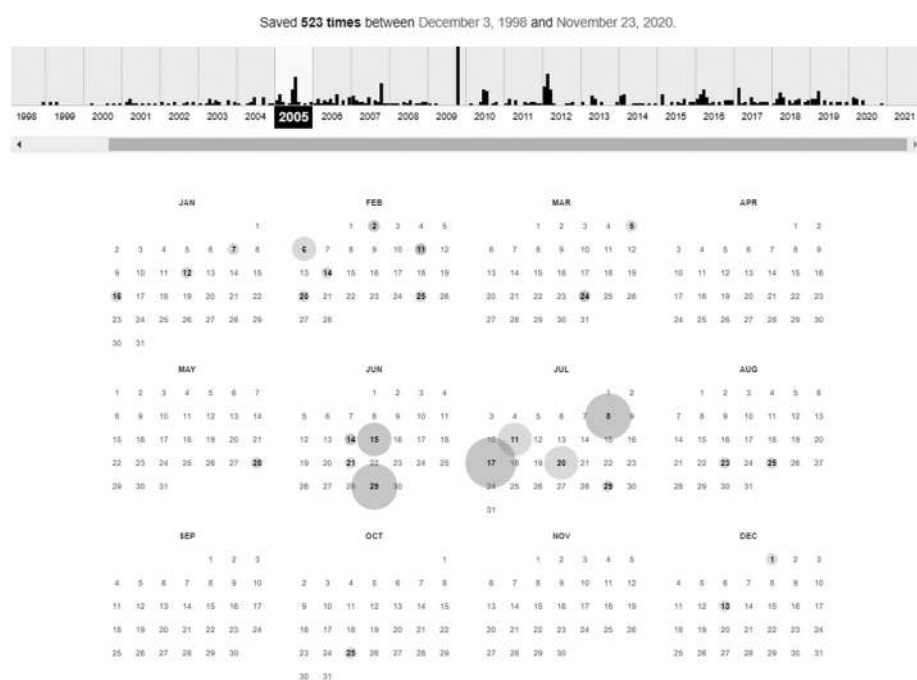 Saved 523 times between December 3, 1998 and November 23, 2020.
1998 1999 2000 2001 2002 2003 2004 2005 2006 2007 2008 2009 2010 2011 2012 2013 2014 2015 2016 2017 2018 2019 2020 2021
JAN FEB MAR APR
1 1 2 3 4 5 1 2 3 4 5 1 2
2 3 4 5 6 7 8 6 7 8 9 10 11 12 6 7 8 9 10 11 12 3 4 5 6 7 8 9
9 10 11 12 13 14 15 13 14 15 16 17 18 19 13 14 15 16 17 18 19 10 11 12 13 14 15 16
16 17 18 19 20 21 22 20 21 22 23 24 25 26 20 21 22 23 24 25 26 17 18 19 20 21 22 23
23 24 25 26 27 28 29 27 28 27 28 29 30 31 24 25 26 27 28 29 30
30 31
MAY JUN JUL AUG
1 2 3 4 5 6 7 1 2 3 4 1 2 1 2 3 4 5 6
8 9 10 11 12 13 14 5 6 7 8 9 10 11 3 4 5 6 7 8 9 7 8 9 10 11 12 13
15 16 17 18 19 20 21 12 13 14 15 16 17 18 10 11 12 13 14 15 16 14 15 16 17 18 19 20
22 23 24 25 26 27 28 19 20 21 22 23 24 25 17 18 19 20 21 22 23 21 22 23 24 25 26 27
29 30 31 26 27 28 29 30 24 25 26 27 28 29 30 28 29 30 31
31
SEP OCT NOV DEC
1 2 3 1 1 2 3 4 5 1 2 3
4 5 6 7 8 9 10 2 3 4 5 6 7 8 6 7 8 9 10 11 12 4 5 6 7 8 9 10
11 12 13 14 15 16 17 9 10 11 12 13 14 15 13 14 15 16 17 18 19 11 12 13 14 15 16 17
18 19 20 21 22 23 24 16 17 18 19 20 21 22 20 21 22 23 24 25 26 18 19 20 21 22 23 24
25 26 27 28 29 30 23 24 25 26 27 28 29 27 28 29 30 25 26 27 28 29 30 31
30 31